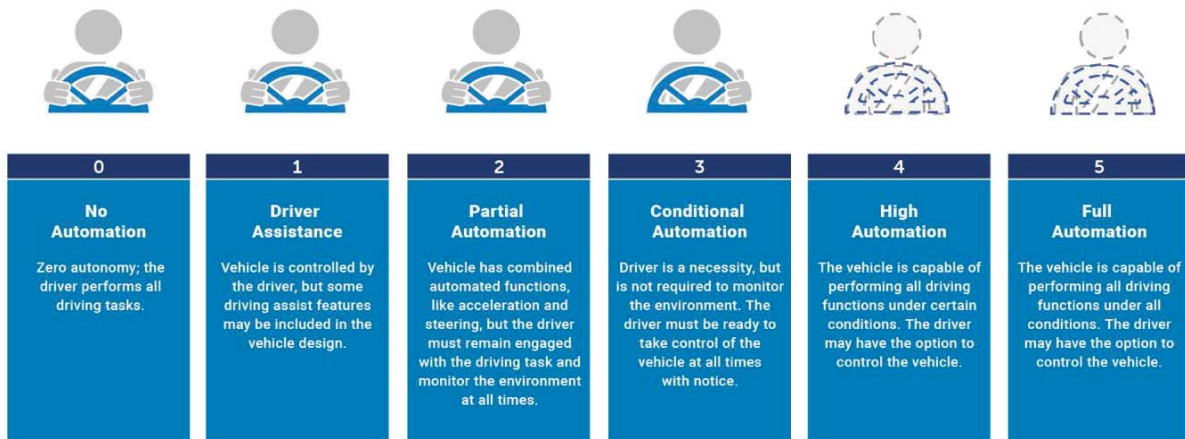 0
No
Automation
Zero autonomy; the
driver performs all
driving tasks.
1
Driver
Assistance
Vehicle is controlled by
the driver, but some
driving assist features
may be included in the
vehicle design.
2
Partial
Automation
Vehicle has combined
automated functions,
like acceleration and
steering, but the driver
must remain engaged
with the driving task and
monitor the environment
at all times.
3
Conditional
Automation
Driver is a necessity, but
is not required to monitor
the environment. The
driver must be ready to
take control of the
vehicle at all times
with notice.
4
High
Automation
The vehicle is capable of
performing all driving
functions under certain
conditions. The driver
may have the option to
control the vehicle.
5
Full
Automation
The vehicle is capable of
performing all driving
functions under all
conditions. The driver
may have the option to
control the vehicle.